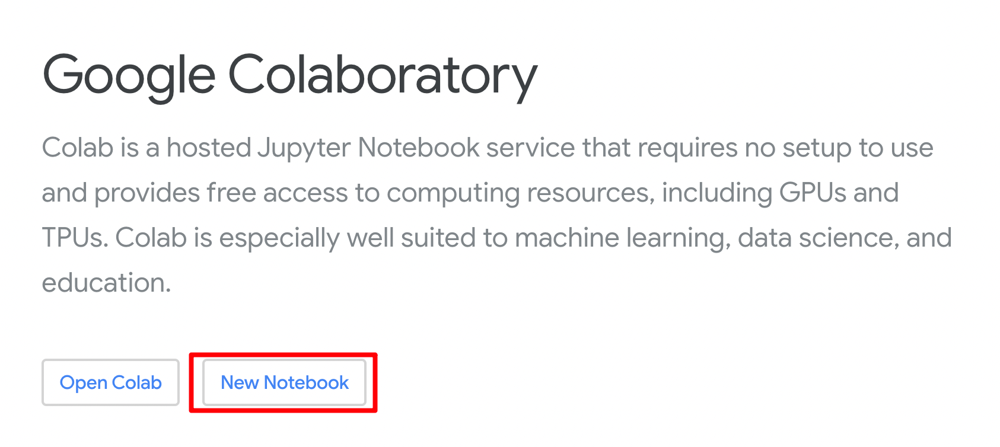 Google Colaboratory
Colab is a hosted Jupyter Notebook service that requires no setup to use
and provides free access to computing resources, including GPUs and
TPUs. Colab is especially well suited to machine learning, data science, and
education.
Open Colab New Notebook